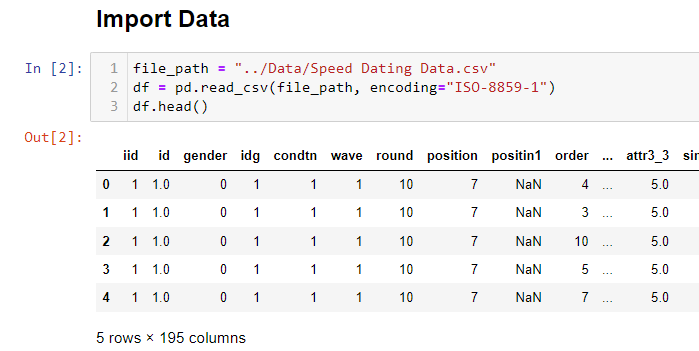 Import Data
In [2]:
1 file_path = "../Data/Speed Dating Data.csv"
2 df = pd.read_csv(file_path, encoding="ISO-8859-1")
3 df.head()
Out[2]:
iid id gender idg condtn wave round position positin1 order ... attr3_3
0 1 1.0 0 1 1 1 10 7 NaN 4 ... 5.0
1 1 1.0 0 1 1 1 10 7 NaN 3 ... 5.0
2 1 1.0 0 1 1 1 10 7 NaN 10 ... 5.0
3 1 1.0 0 1 1 1 10 7 NaN 5 ... 5.0
4 1 1.0 0 1 1 1 10 7 NaN 7 ... 5.0
5 rows × 195 columns